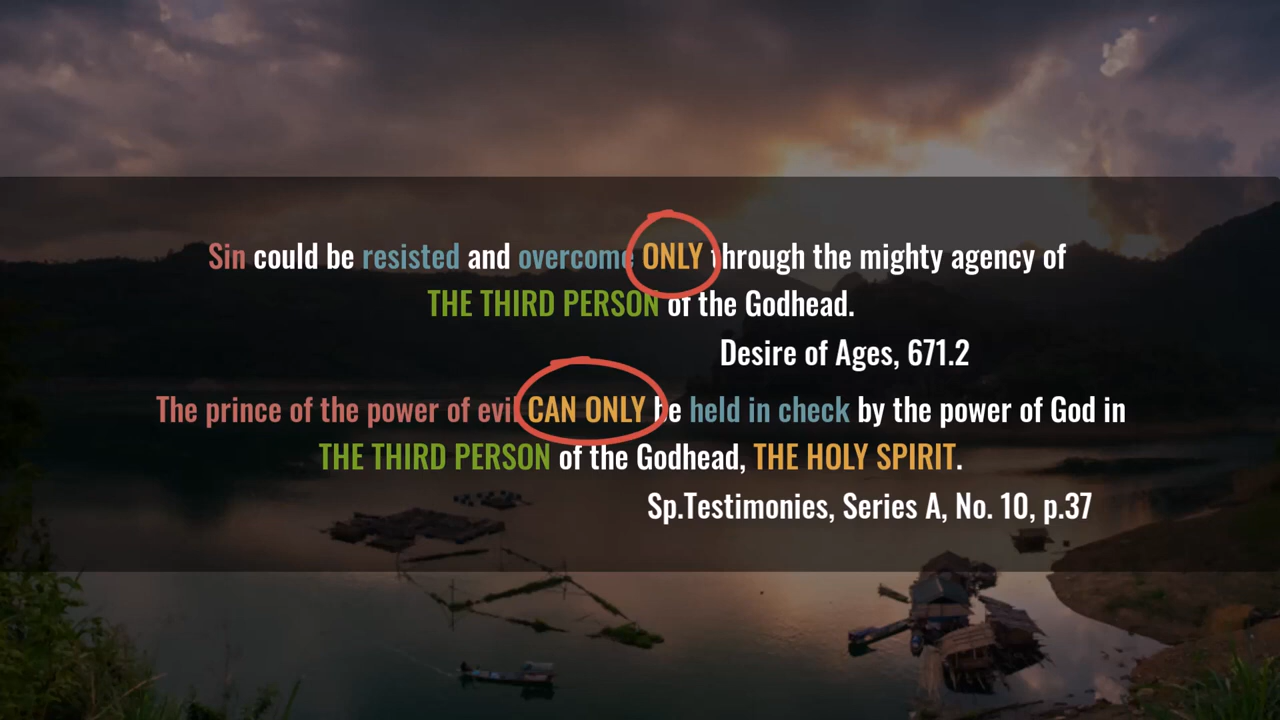 Sin could be resisted and overcome ONLY through the mighty agency of
THE THIRD PERSON of the Godhead.
Desire of Ages, 671.2
The prince of the power of evil CAN ONLY be held in check by the power of God in
THE THIRD PERSON of the Godhead, THE HOLY SPIRIT.
Sp.Testimonies, Series A, No. 10, p.37